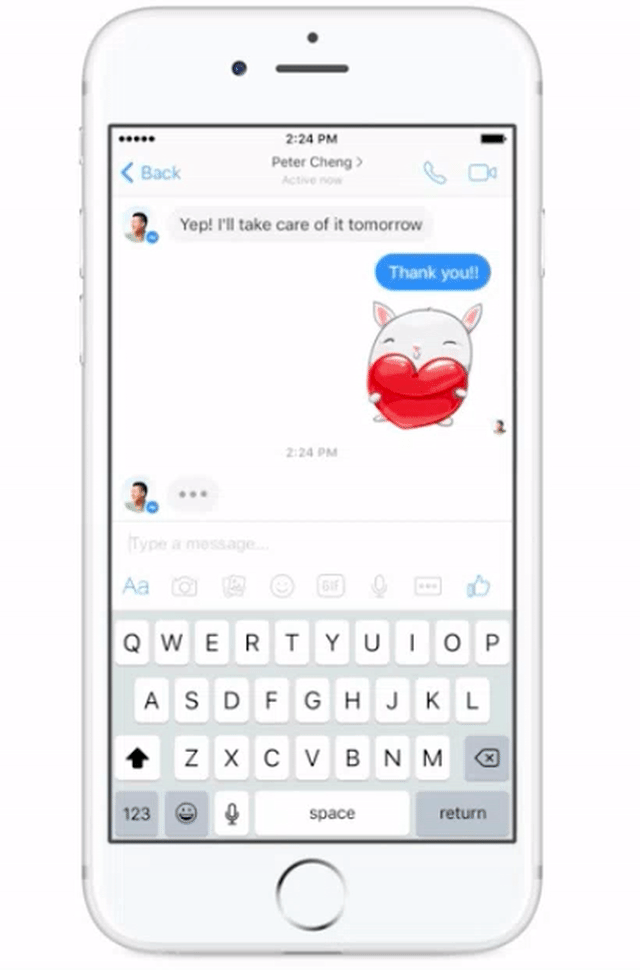 2:24 PM
Back
Peter Cheng >
Active now
Yep! I'll take care of it tomorrow
Thank you!!
2:24 PM
Type a message...
Aa GIF
Q W E R T Y U I O P
A S D F G H J K L
Z X C V B N M
123 space return